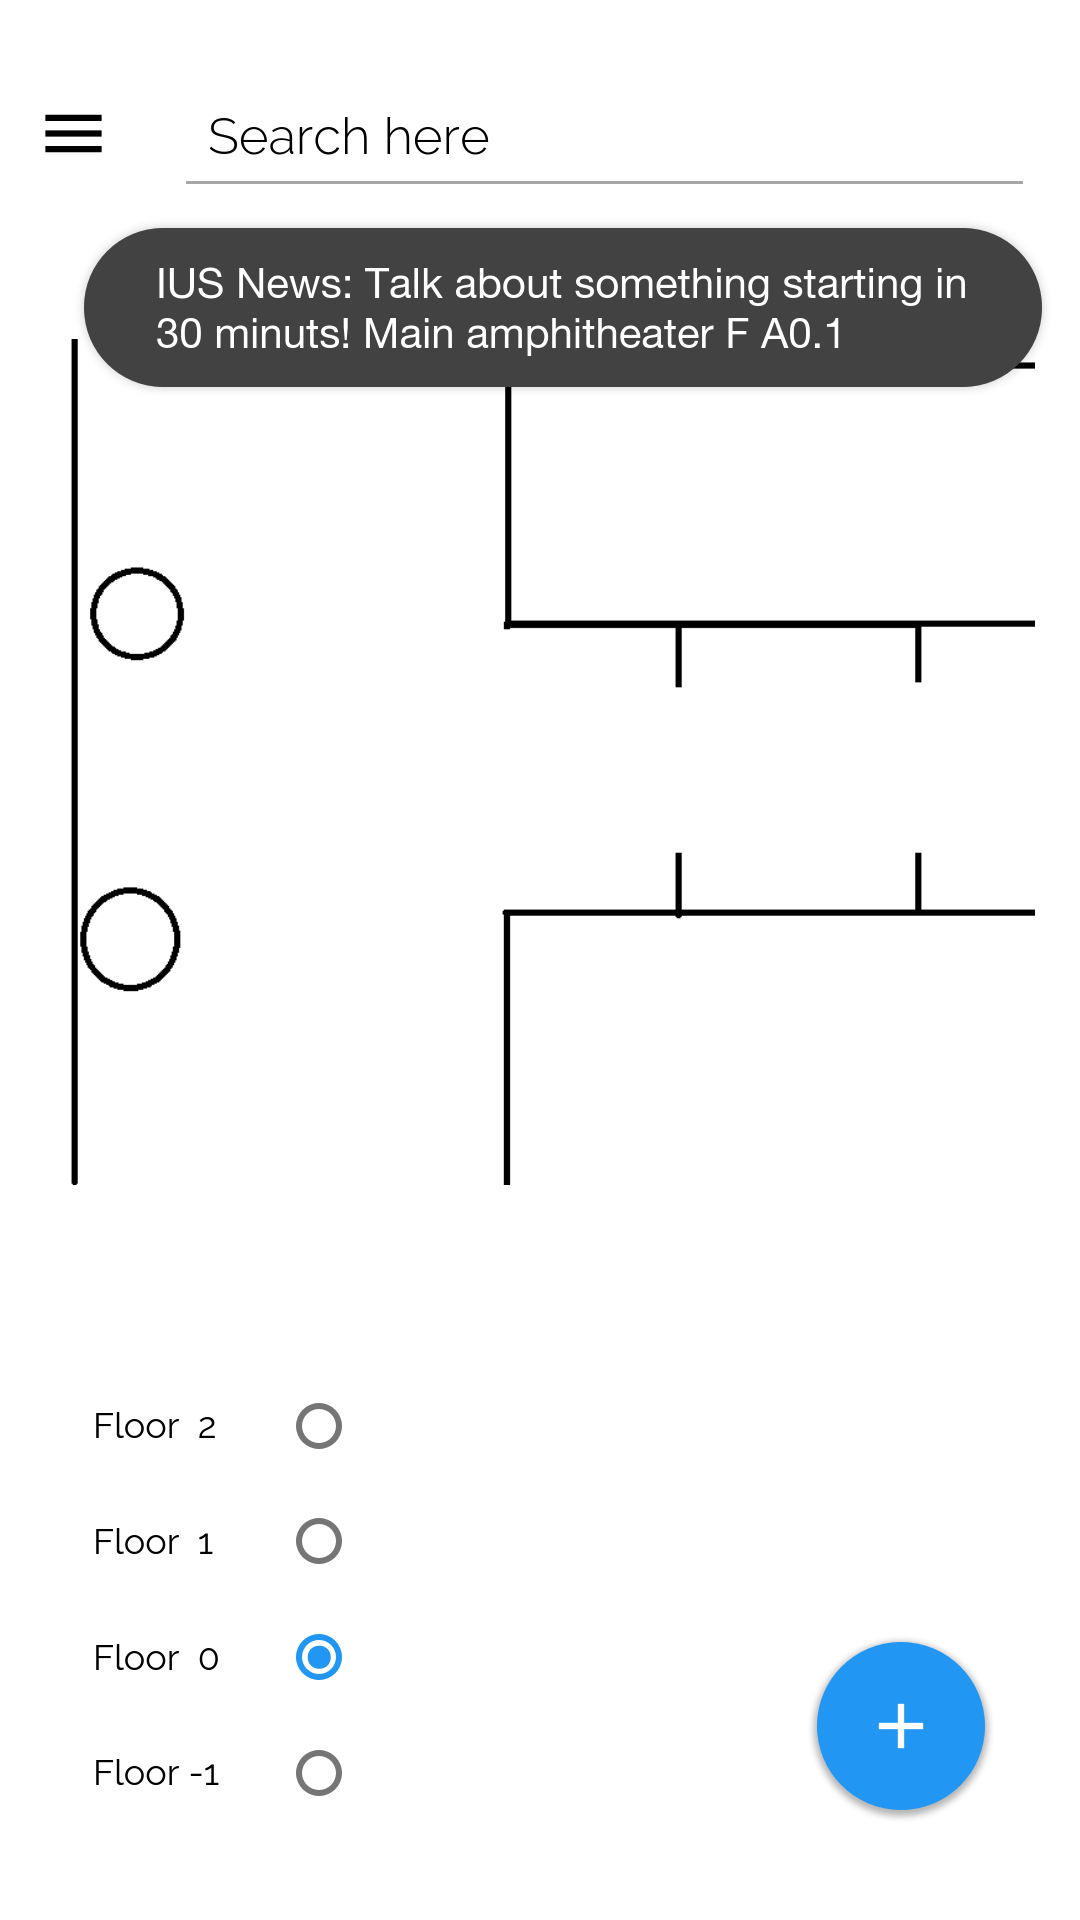 Search here
IUS News: Talk about something starting in
30 minuts! Main amphitheater F A0.1
Floor 2
Floor 1
Floor 0
Floor -1